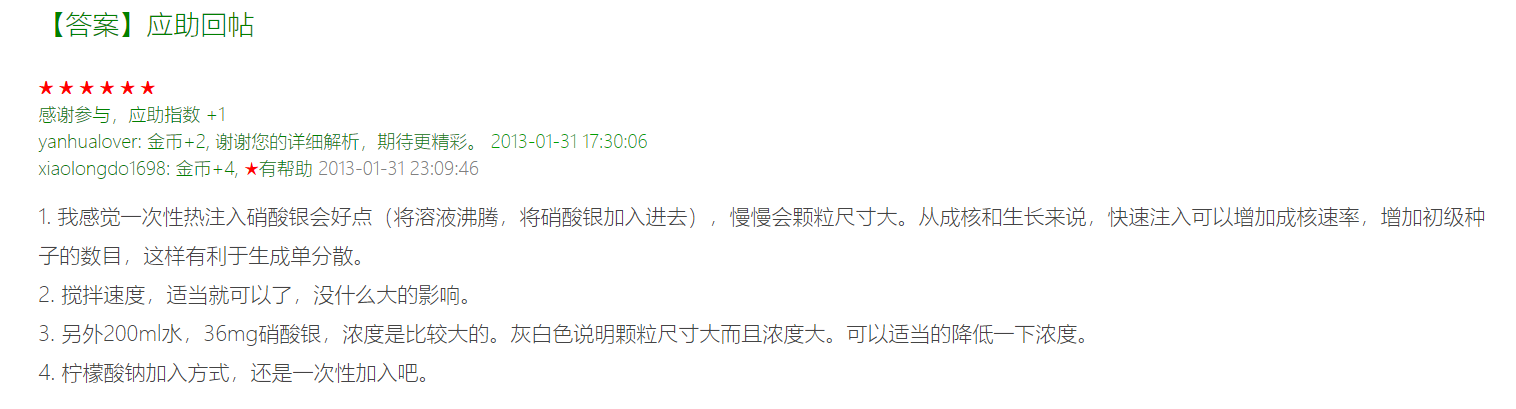 【答案】应助回帖
★★★★★★
感谢参与，应助指数 +1
yanhualover: 金币+2, 谢谢您的详细解析，期待更精彩。 2013-01-31 17:30:06
xiaolongdo1698: 金币+4, ★有帮助 2013-01-31 23:09:46
1. 我感觉一次性热注入硝酸银会好点（将溶液沸腾，将硝酸银加入进去），慢慢会颗粒尺寸大。从成核和生长来说，快速注入可以增加成核速率，增加初级种
子的数目，这样有利于生成单分散。
2. 搅拌速度，适当就可以了，没什么大的影响。
3. 另外200ml水，36mg硝酸银，浓度是比较大的。灰白色说明颗粒尺寸大而且浓度大。可以适当的降低一下浓度。
4. 柠檬酸钠加入方式，还是一次性加入吧。